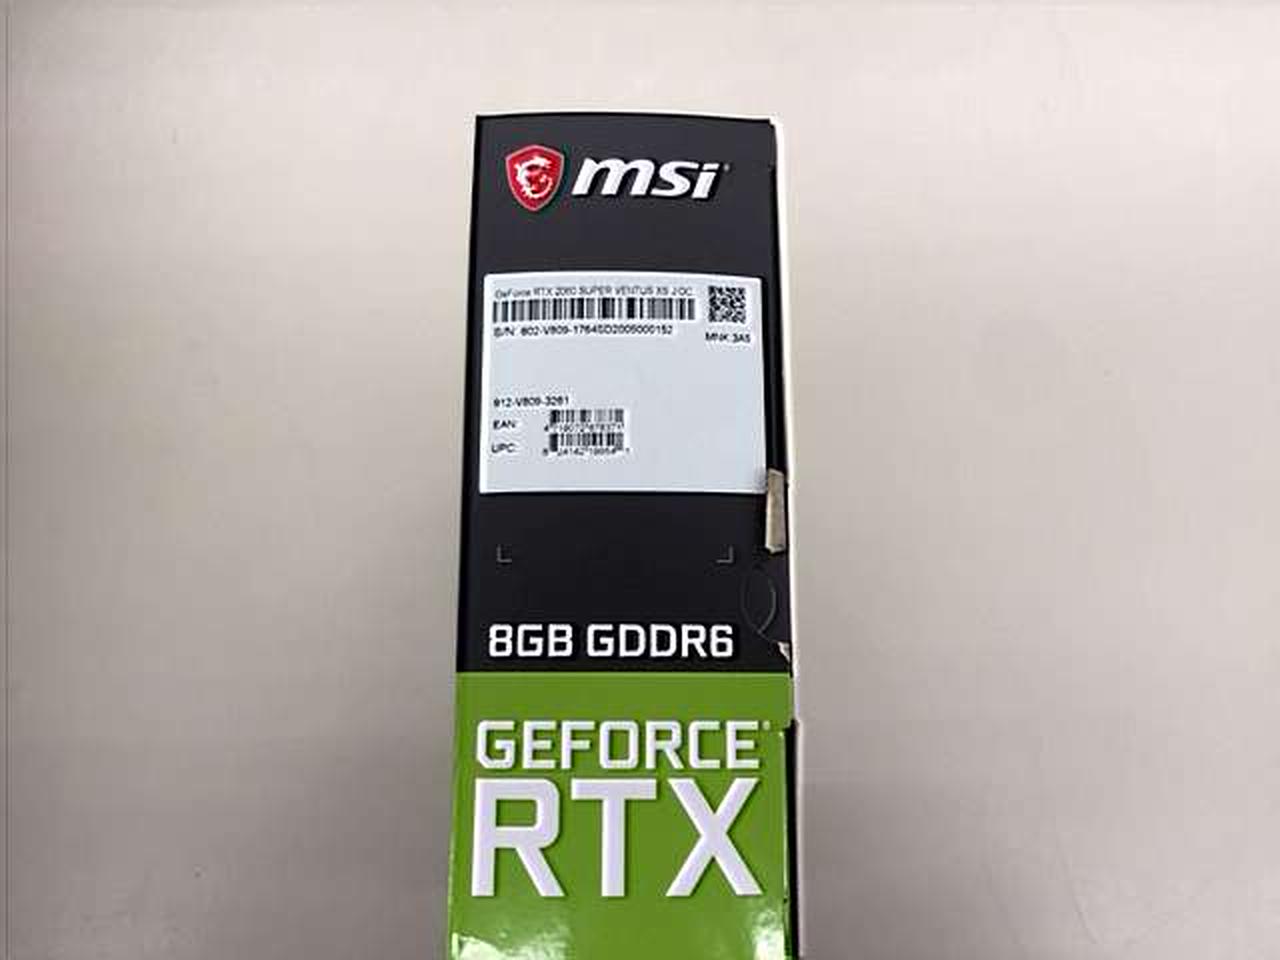 msi
GeForce RTX 2060 SUPER VENTUS XS J OC
S/N: 602-V809-1764SD2005000152
MNK:3A5
912-V809-3261
EAN:
UPC:
8GB GDDR6
GEFORCE
RTX